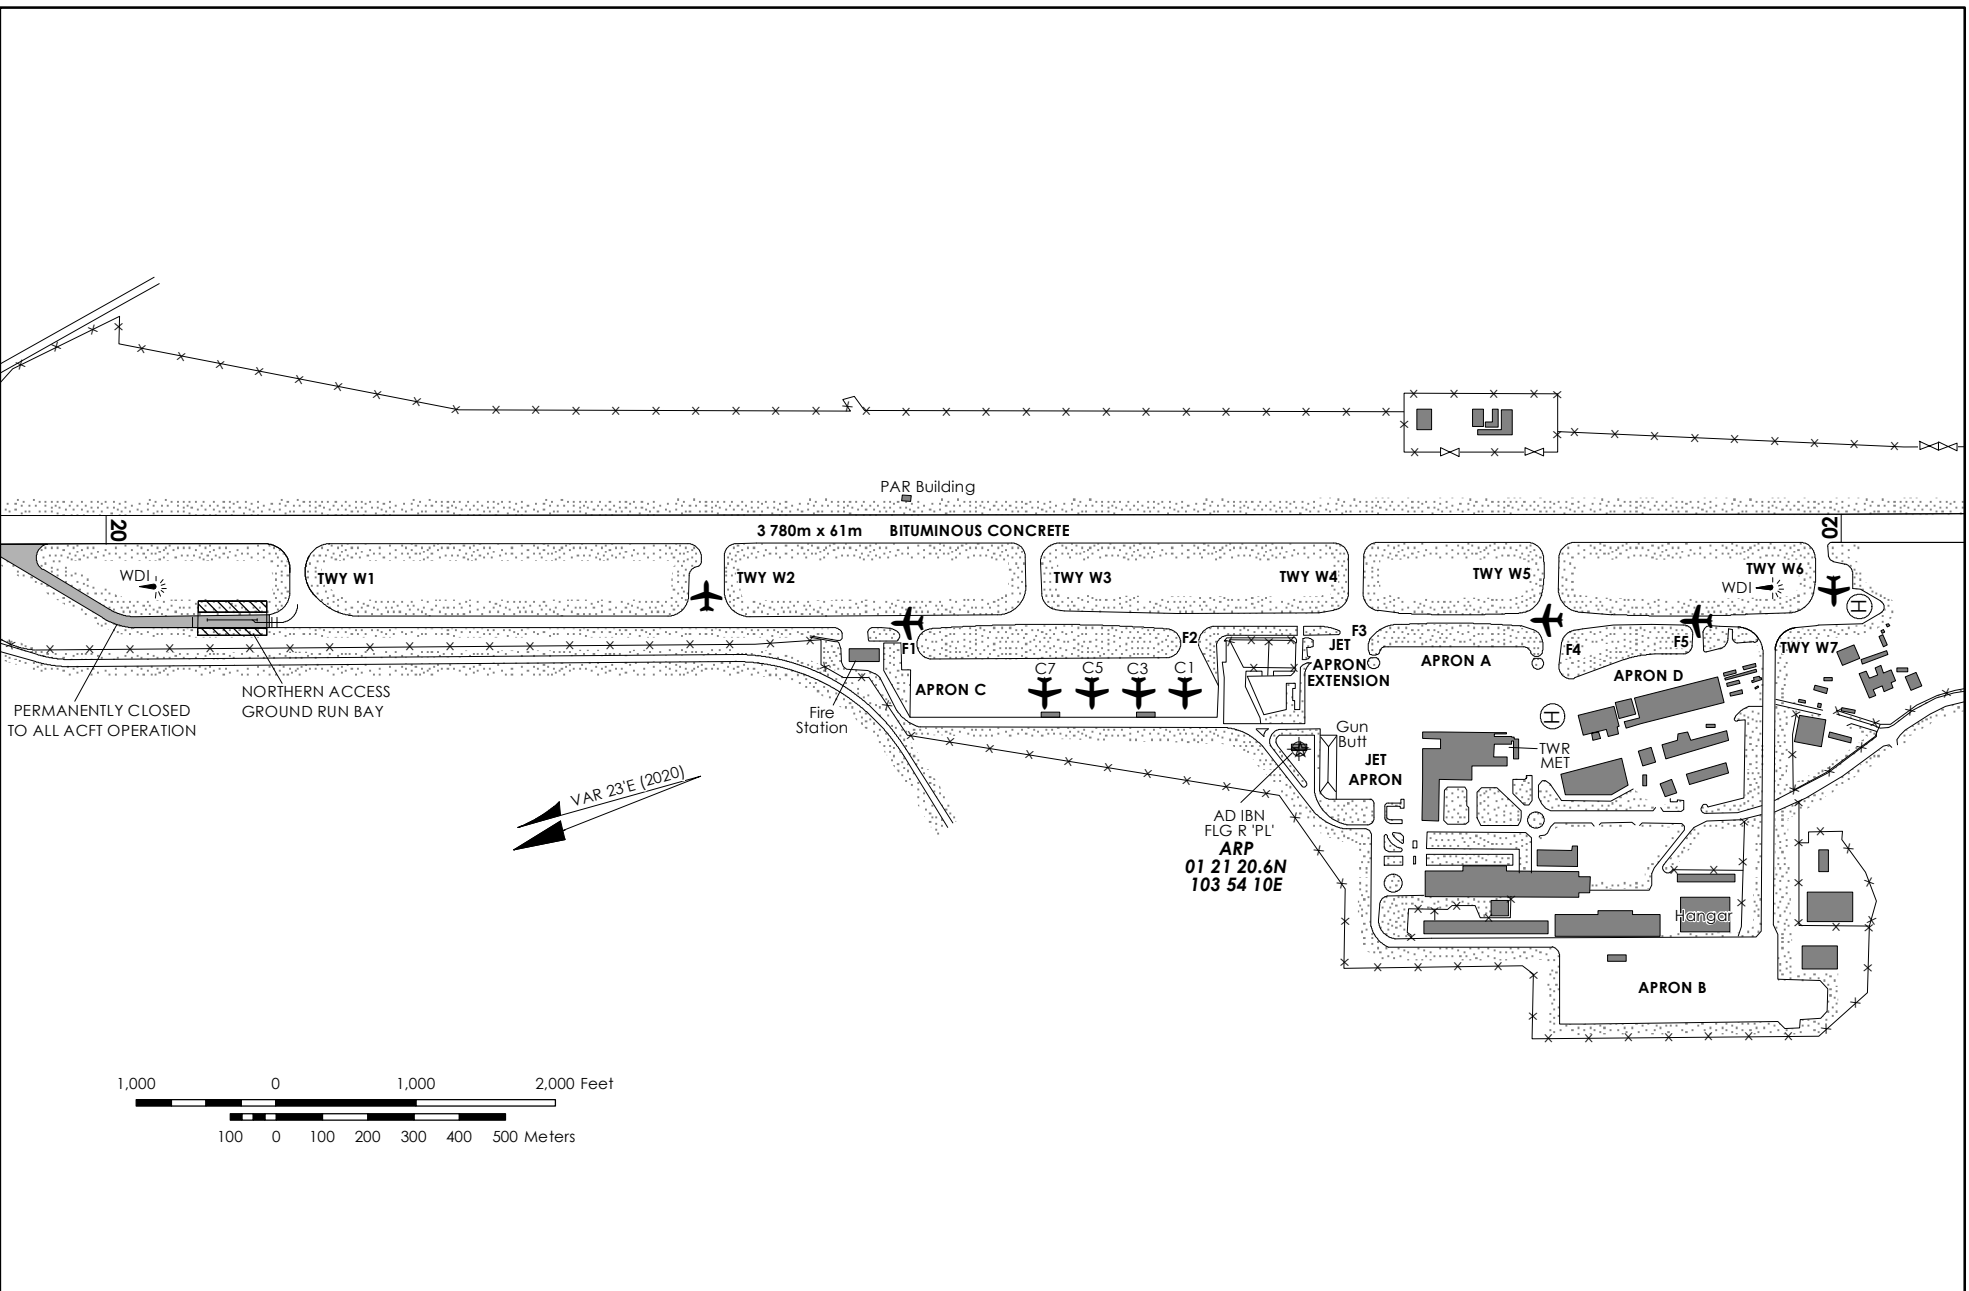 PAR Building
20
3 780m x 61m BITUMINOUS CONCRETE
02
WDI
TWY W1
TWY W2
TWY W3
TWY W4
TWY W5
TWY W6
WDI
H
F1
F2
F3
F4
F5
TWY W7
JET
APRON
EXTENSION
APRON A
APRON D
C7
C5
C3
C1
APRON C
NORTHERN ACCESS
GROUND RUN BAY
PERMANENTLY CLOSED
TO ALL ACFT OPERATION
Fire
Station
H
Gun
Butt
JET
APRON
TWR
MET
VAR 23'E (2020)
AD IBN
FLG R 'PL'
ARP
01 21 20.6N
103 54 10E
Hangar
APRON B
1,000 0 1,000 2,000 Feet
100 0 100 200 300 400 500 Meters